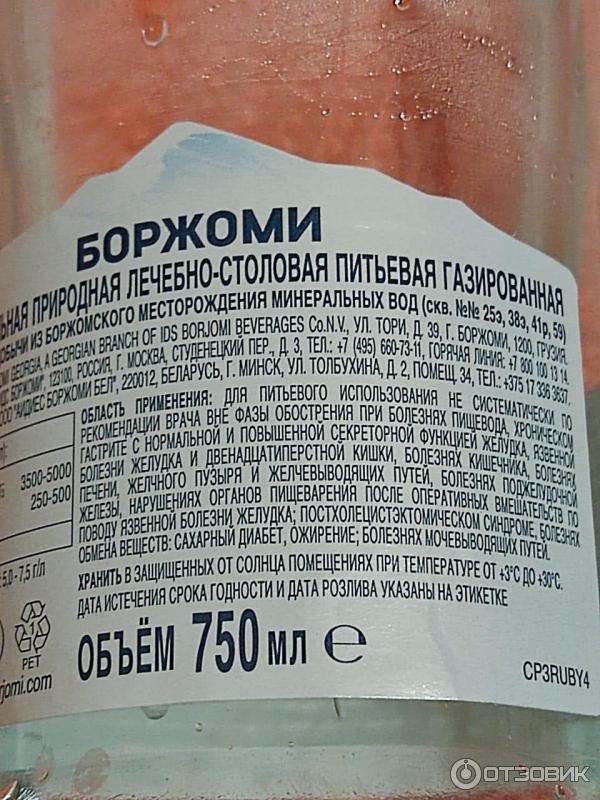 БОРЖОМИ
ПРИРОДНАЯ ЛЕЧЕБНО-СТОЛОВАЯ ПИТЬЕВАЯ ГАЗИРОВАННАЯ
ИЗ БОРЖОМСКОГО МЕСТОРОЖДЕНИЯ МИНЕРАЛЬНЫХ ВОД (СКВ. №№ 25э, 38э, 41р, 59)
GEORGIA, A GEORGIAN BRANCH OF IDS BORJOMI BEVERAGES Co.N.V., УЛ. ТОРИ, Д. 39, Г. БОРЖОМИ, 1200, ГРУЗИЯ.
БОРЖОМИ", 123100, РОССИЯ, Г. МОСКВА, СТУДЕНЕЦКИЙ ПЕР., Д. 3, ТЕЛ.: +7 (495) 660-73-11, ГОРЯЧАЯ ЛИНИЯ: +7 800 100 13 14.
ООО "АЙДИЕС БОРЖОМИ БЕЛ", 220012, БЕЛАРУСЬ, Г. МИНСК, УЛ. ТОЛБУХИНА, Д. 2, ПОМЕЩ. 34, ТЕЛ.: +375 17 336 3637.
ОБЛАСТЬ ПРИМЕНЕНИЯ: ДЛЯ ПИТЬЕВОГО ИСПОЛЬЗОВАНИЯ НЕ СИСТЕМАТИЧЕСКИ ПО
РЕКОМЕНДАЦИИ ВРАЧА ВНЕ ФАЗЫ ОБОСТРЕНИЯ ПРИ БОЛЕЗНЯХ ПИЩЕВОДА, ХРОНИЧЕСКОМ
ГАСТРИТЕ С НОРМАЛЬНОЙ И ПОВЫШЕННОЙ СЕКРЕТОРНОЙ ФУНКЦИЕЙ ЖЕЛУДКА, ЯЗВЕННОЙ
БОЛЕЗНИ ЖЕЛУДКА И ДВЕНАДЦАТИПЕРСТНОЙ КИШКИ, БОЛЕЗНЯХ КИШЕЧНИКА, БОЛЕЗНЯХ
ПЕЧЕНИ, ЖЕЛЧНОГО ПУЗЫРЯ И ЖЕЛЧЕВЫВОДЯЩИХ ПУТЕЙ, БОЛЕЗНЯХ ПОДЖЕЛУДОЧНОЙ
ЖЕЛЕЗЫ, НАРУШЕНИЯХ ОРГАНОВ ПИЩЕВАРЕНИЯ ПОСЛЕ ОПЕРАТИВНЫХ ВМЕШАТЕЛЬСТВ ПО
ПОВОДУ ЯЗВЕННОЙ БОЛЕЗНИ ЖЕЛУДКА; ПОСТХОЛЕЦИСТЭКТОМИЧЕСКОМ СИНДРОМЕ, БОЛЕЗНЯХ
ОБМЕНА ВЕЩЕСТВ: САХАРНЫЙ ДИАБЕТ, ОЖИРЕНИЕ; БОЛЕЗНЯХ МОЧЕВЫВОДЯЩИХ ПУТЕЙ.
3500-5000
250-500
5,0 - 7,5 г/л
ХРАНИТЬ В ЗАЩИЩЕННЫХ ОТ СОЛНЦА ПОМЕЩЕНИЯХ ПРИ ТЕМПЕРАТУРЕ ОТ +3°C ДО +30°C.
ДАТА ИСТЕЧЕНИЯ СРОКА ГОДНОСТИ И ДАТА РОЗЛИВА УКАЗАНЫ НА ЭТИКЕТКЕ
1
PET
ОБЪЁМ 750 мл e
CP3RUBY4
ОТЗОВИК